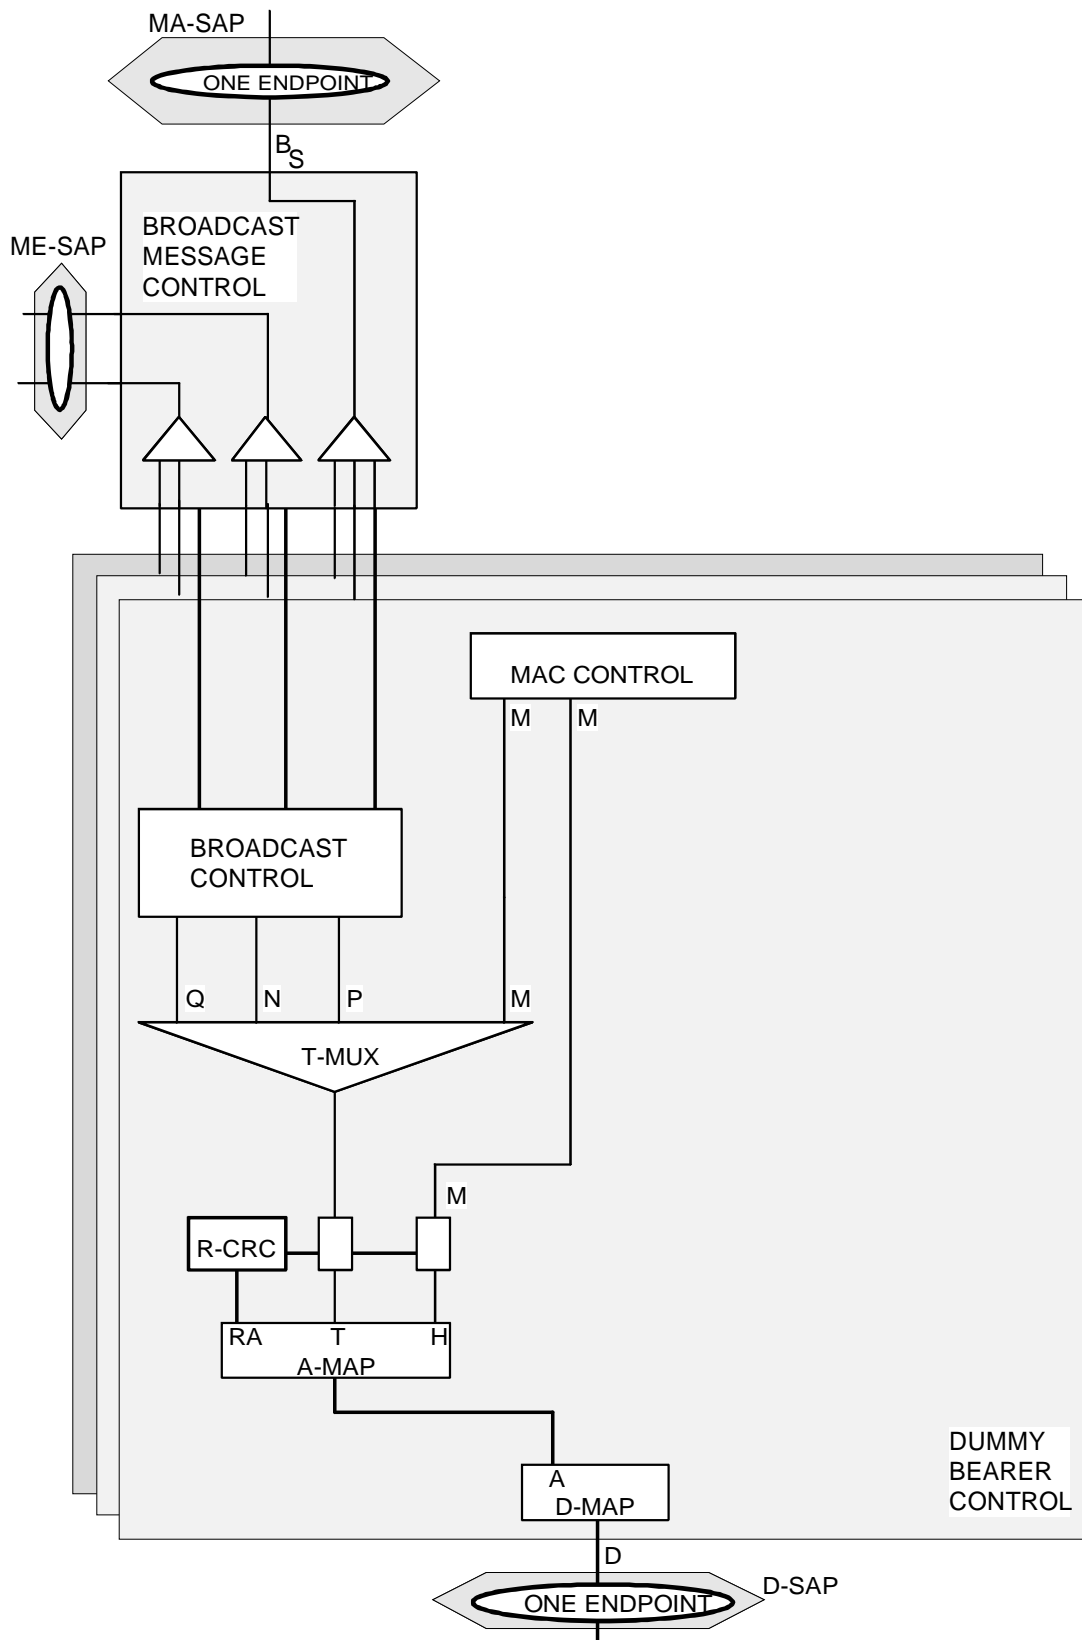 MA-SAP
ONE ENDPOINT
BS
BROADCAST
MESSAGE
CONTROL
ME-SAP
MAC CONTROL
M M
BROADCAST
CONTROL
Q N P M
T-MUX
M
R-CRC
RA T H
A-MAP
DUMMY
BEARER
CONTROL
A
D-MAP
D
D-SAP
ONE ENDPOINT